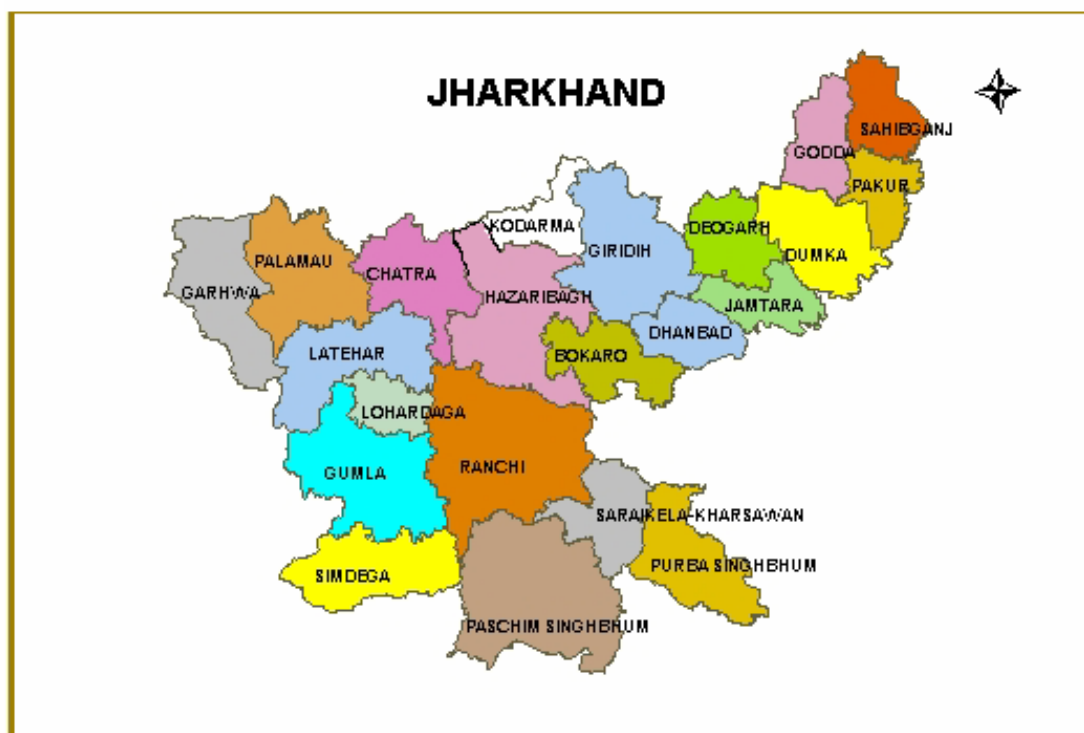 JHARKHAND
SAHIBGANJ
GODDA
PAKUR
KODARMA
DEOGARH
GIRIDIH
DUMKA
PALAMAU
CHATRA
GARHWA
HAZARIBAGH
JAMTARA
DHANBAD
LATEHAR
BOKARO
LOHARDAGA
RANCHI
GUMLA
SARAIKELA-KHARSAWAN
PURBA SINGHBHUM
SIMDEGA
PASCHIM SINGHBHUM